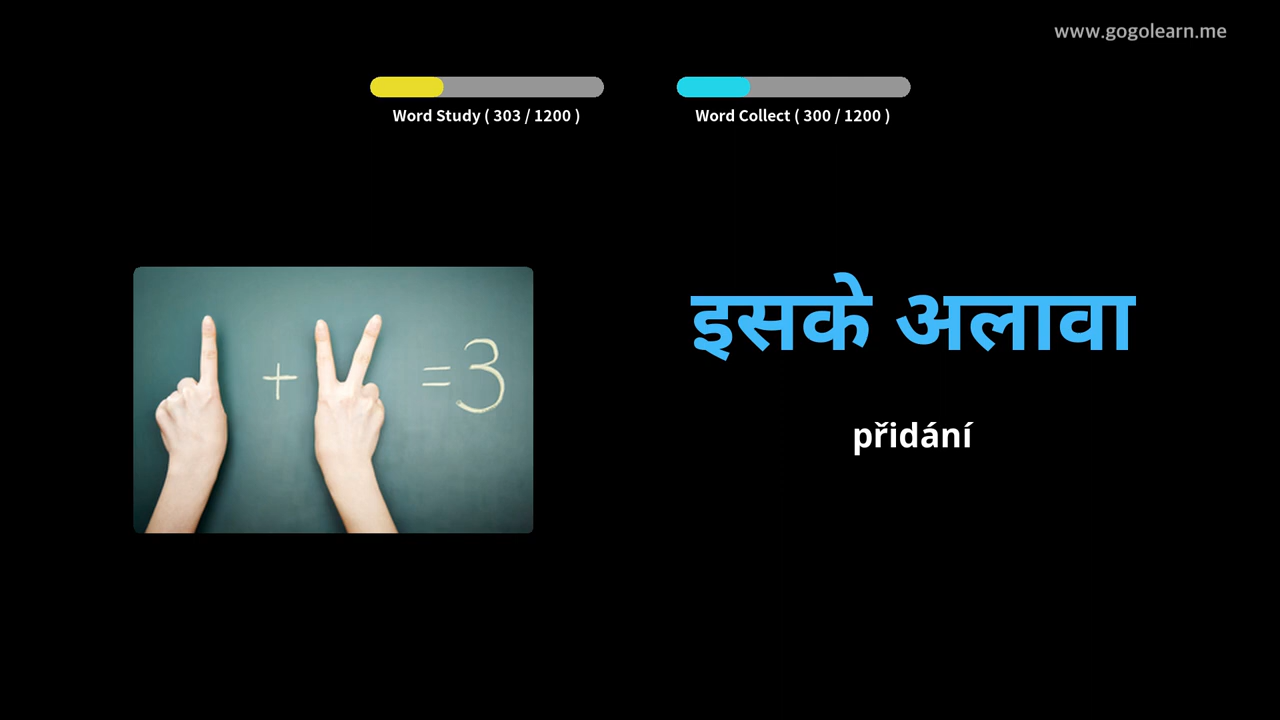 www.gogolearn.me
Word Study ( 303 / 1200 )
Word Collect ( 300 / 1200 )
+ =3
इसके अलावा
přidání